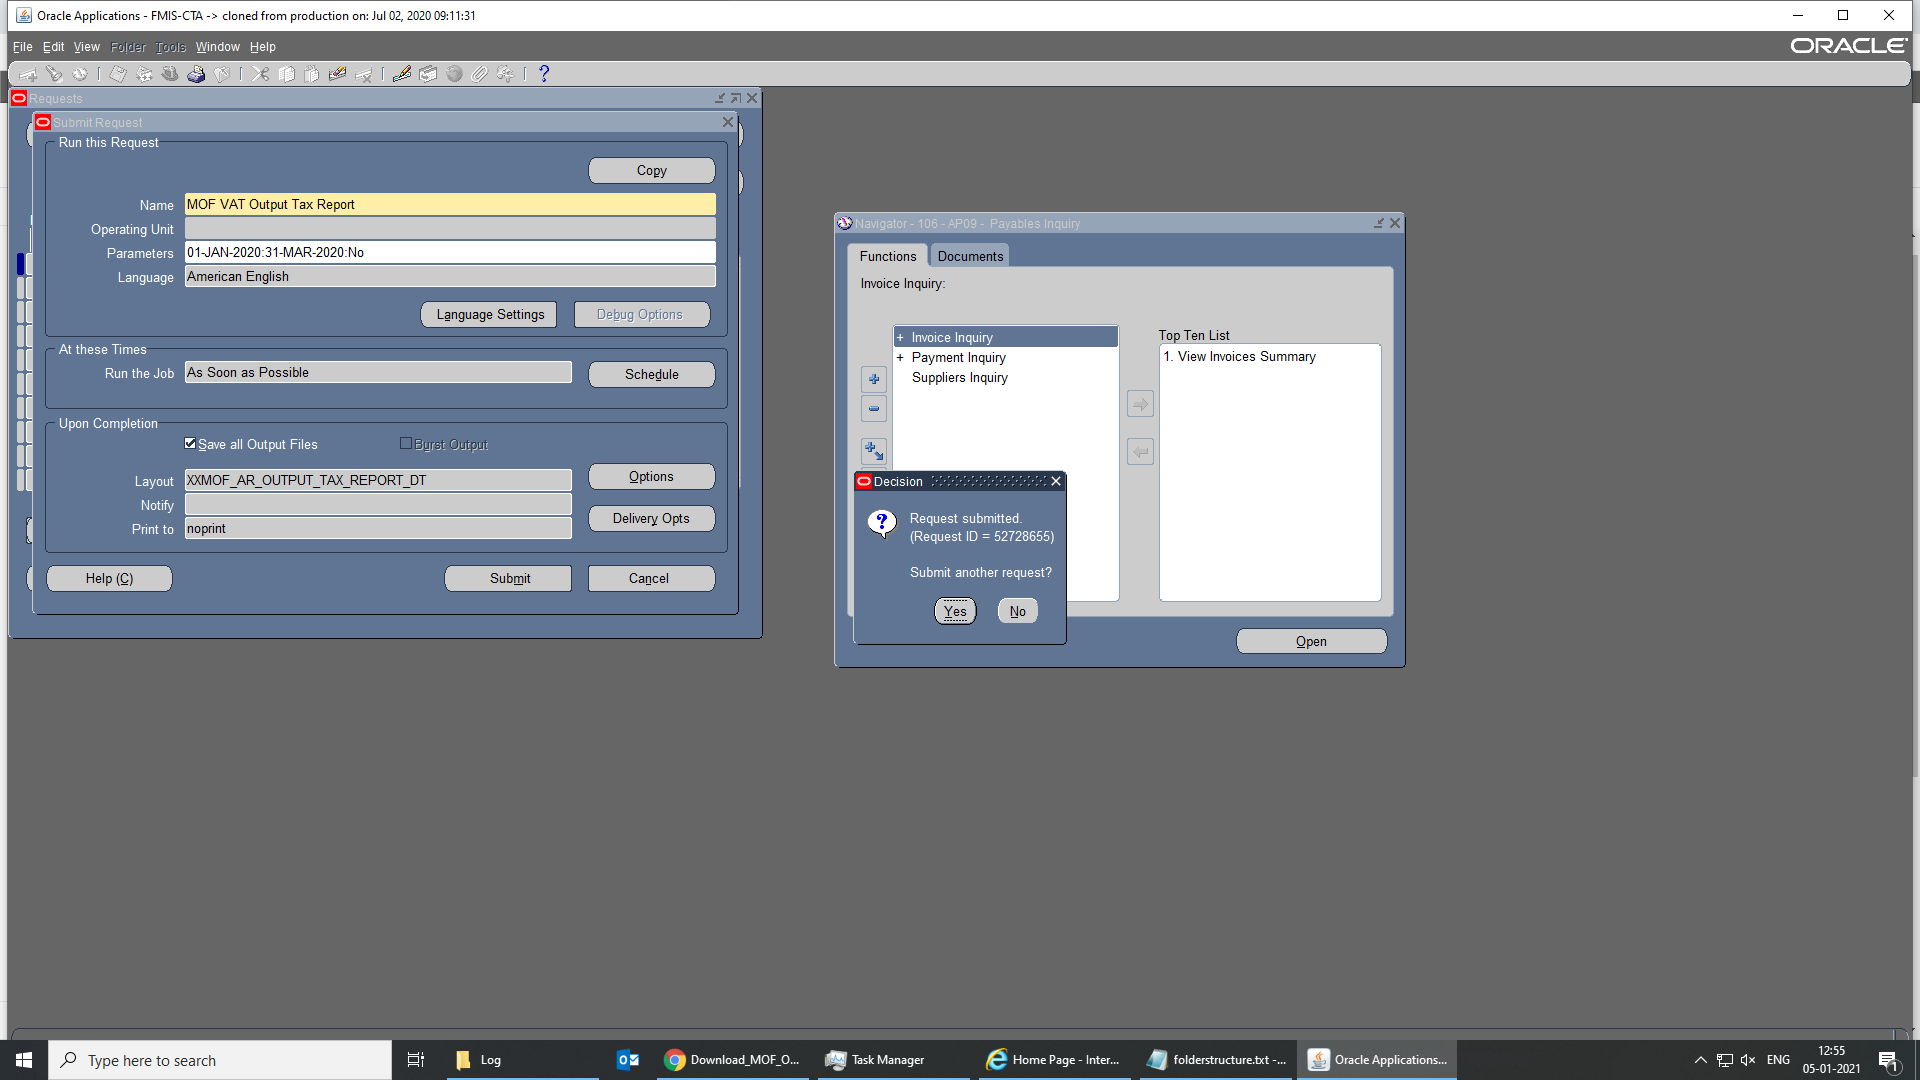 Oracle Applications - FMIS-CTA -> cloned from production on: Jul 02, 2020 09:11:31
File Edit View Folder Tools Window Help
ORACLE
Requests
Submit Request
Run this Request
Copy
Name MOF VAT Output Tax Report
Operating Unit
Parameters 01-JAN-2020:31-MAR-2020:No
Language American English
Language Settings Debug Options
At these Times
Run the Job As Soon as Possible Schedule
Upon Completion
Save all Output Files Burst Output
Layout XXMOF_AR_OUTPUT_TAX_REPORT_DT Options
Notify
Delivery Opts
Print to noprint
Help (C) Submit Cancel
Navigator - 106 - AP09 - Payables Inquiry
Functions Documents
Invoice Inquiry:
+ Invoice Inquiry
+ Payment Inquiry
Suppliers Inquiry
Top Ten List
1. View Invoices Summary
Decision
Request submitted.
(Request ID = 52728655)
Submit another request?
Yes No
Open
Type here to search
Log
Download_MOF_O...
Task Manager
Home Page - Inter...
folderstructure.txt -...
Oracle Applications...
ENG
12:55
05-01-2021
1